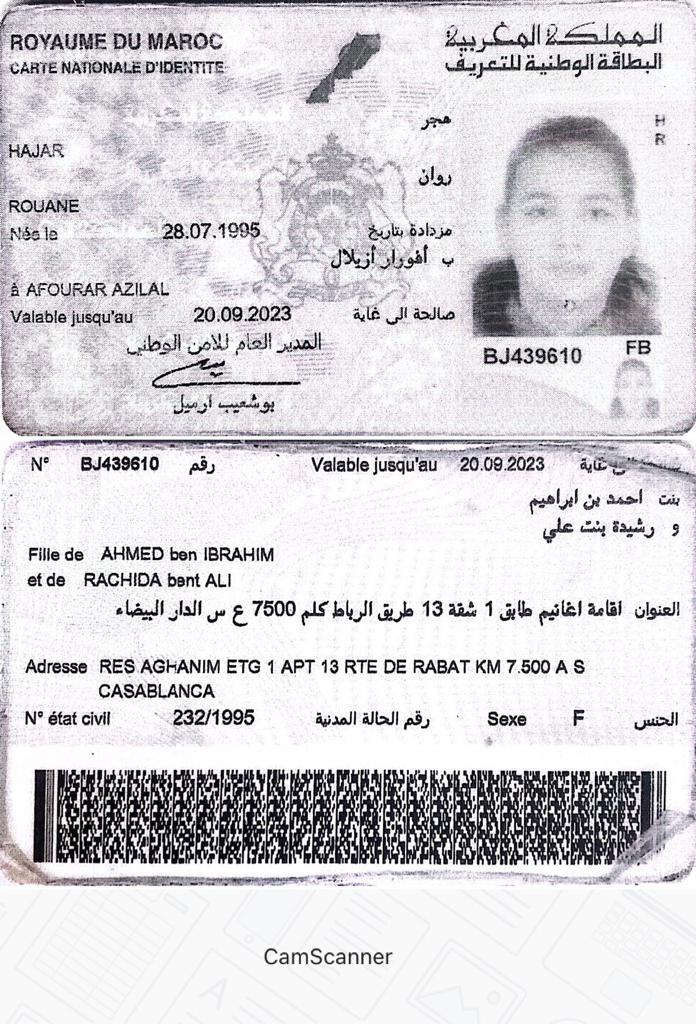 ROYAUME DU MAROC
المملكة المغربية
CARTE NATIONALE D'IDENTITE
البطاقة الوطنية للتعريف
هجر
HAJAR
روان
ROUANE
Née le 28.07.1995 مزدادة بتاريخ
ب أفورار أزيلال
à AFOURAR AZILAL
Valable jusqu'au 20.09.2023 صالحة الى غاية
المدير العام للامن الوطني
بوشعيب ارميل
H
R
BJ439610
FB
N° BJ439610 رقم Valable jusqu'au 20.09.2023 الى غاية
بنت احمد بن ابراهيم
و رشيدة بنت علي
Fille de AHMED ben IBRAHIM
et de RACHIDA bent ALI
العنوان اقامة اغانيم طابق 1 شقة 13 طريق الرباط كلم 7500 ع س الدار البيضاء
Adresse RES AGHANIM ETG 1 APT 13 RTE DE RABAT KM 7.500 A S
CASABLANCA
N° état civil 232/1995 رقم الحالة المدنية Sexe F الجنس
CamScanner